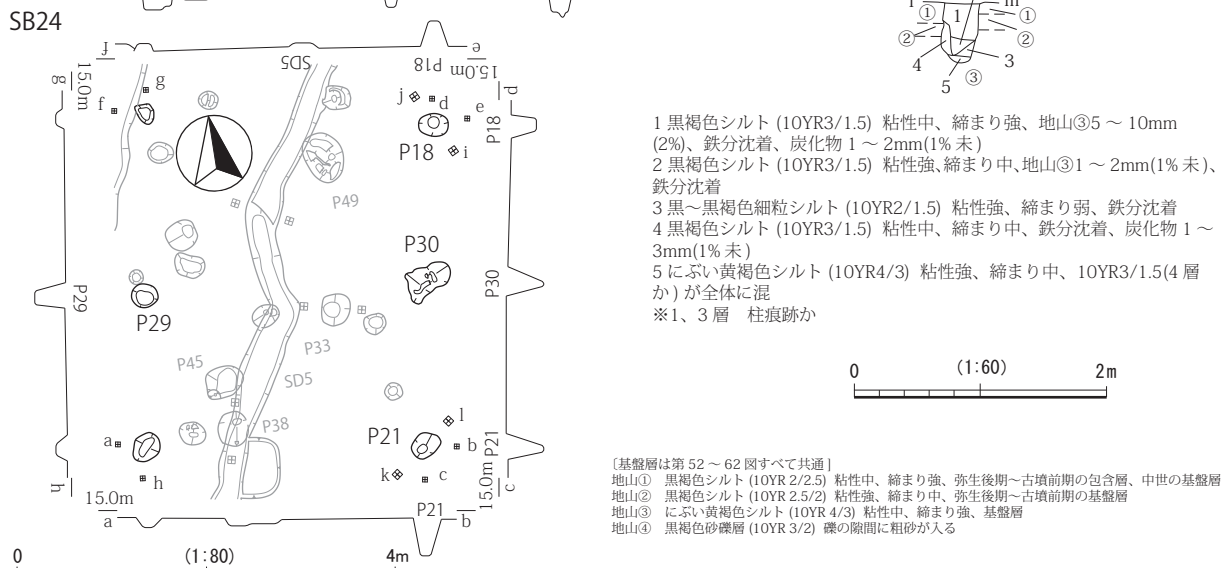 SB24
f
e
SD5
P18
15.0m
15.0m
g
f
g
j
d
e
d
P18
P18
i
P49
P30
P30
P29
P29
P33
P45
SD5
P38
l
a
P21
b
P21
h
k
c
h
15.0m
15.0m
c
a
P21
b
0
(1:80)
4m
l
m
①
1
①
②
②
4
3
5
③
1 黒褐色シルト (10YR3/1.5) 粘性中、締まり強、地山③5 ~ 10mm
(2%)、鉄分沈着、炭化物 1 ~ 2mm(1% 未 )
2 黒褐色シルト (10YR3/1.5) 粘性強、締まり中、地山③1 ~ 2mm(1% 未 )、
鉄分沈着
3 黒~黒褐色細粒シルト (10YR2/1.5) 粘性強、締まり弱、鉄分沈着
4 黒褐色シルト (10YR3/1.5) 粘性中、締まり中、鉄分沈着、炭化物 1 ~
3mm(1% 未 )
5 にぶい黄褐色シルト (10YR4/3) 粘性強、締まり中、10YR3/1.5(4 層
か ) が全体に混
※1、3 層 柱痕跡か
0
(1:60)
2m
〔基盤層は第 52 ~ 62 図すべて共通〕
地山① 黒褐色シルト (10YR 2/2.5) 粘性中、締まり強、弥生後期~古墳前期の包含層、中世の基盤層
地山② 黒褐色シルト (10YR 2.5/2) 粘性強、締まり中、弥生後期~古墳前期の基盤層
地山③ にぶい黄褐色シルト (10YR 4/3) 粘性中、締まり強、基盤層
地山④ 黒褐色砂礫層 (10YR 3/2) 礫の隙間に粗砂が入る